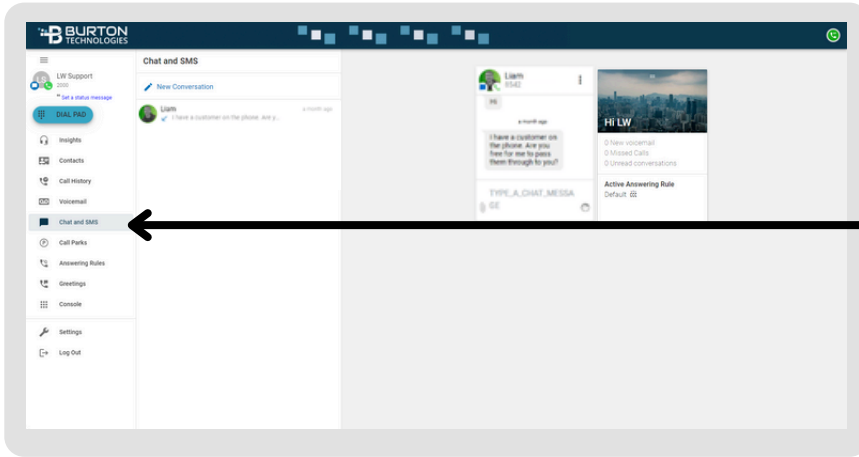 BURTON
TECHNOLOGIES
LW Support
2000
Set a status message
DIAL PAD
Insights
Contacts
Call History
Voicemail
Chat and SMS
Call Parks
Answering Rules
Greetings
Console
Settings
Log Out
Chat and SMS
New Conversation
Liam
a month ago
I have a customer on the phone. Are y...
Liam
9542
Hi
a month ago
I have a customer on
the phone. Are you
free for me to pass
them through to you?
TYPE_A_CHAT_MESSA
GE
Hi LW
0 New voicemail
0 Missed Calls
0 Unread conversations
Active Answering Rule
Default